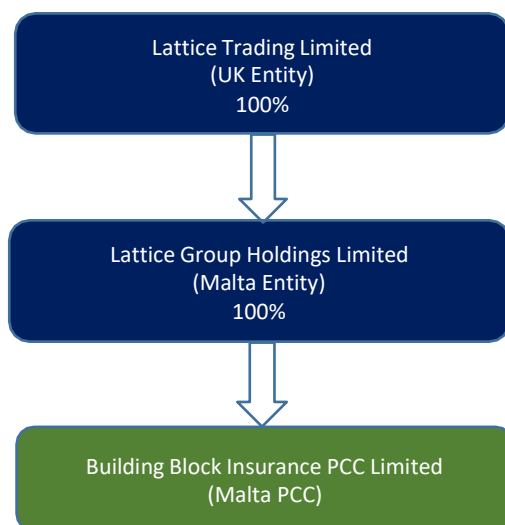 Lattice Trading Limited
(UK Entity)
100%
Lattice Group Holdings Limited
(Malta Entity)
100%
Building Block Insurance PCC Limited
(Malta PCC)